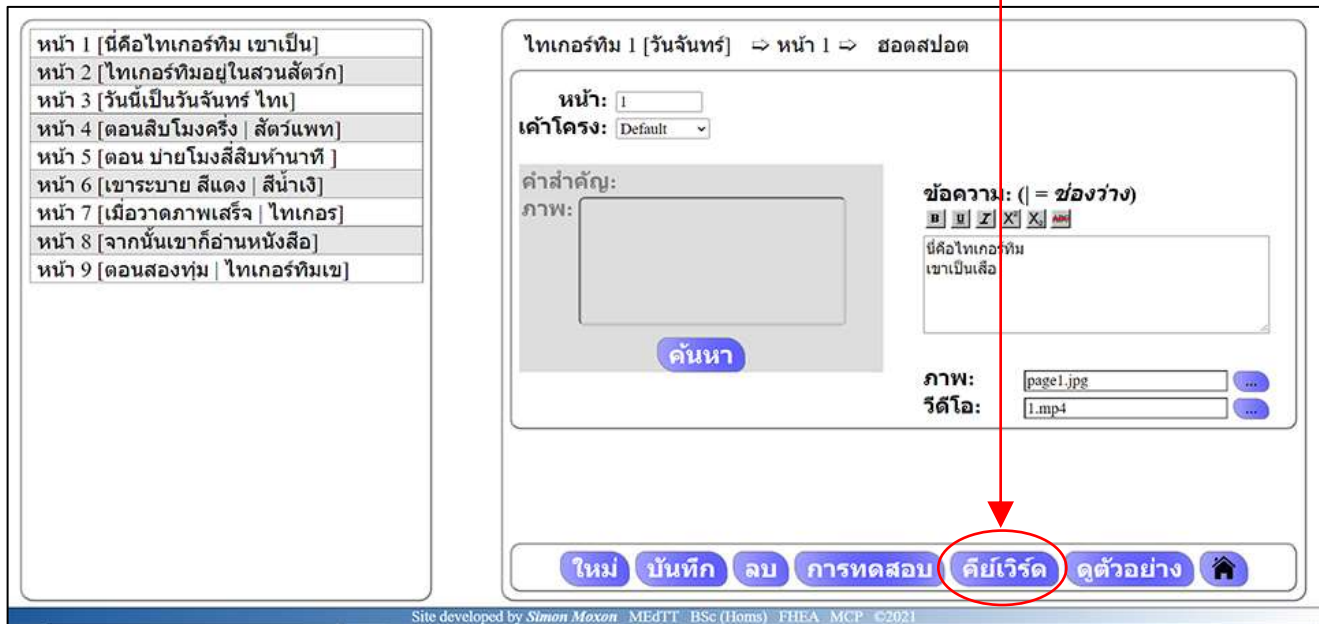 หน้า 1 [นี่คือไทเกอร์ทิม เขาเป็น]
หน้า 2 [ไทเกอร์ทิมอยู่ในสวนสัตว์ก]
หน้า 3 [วันนี้เป็นวันจันทร์ ไทเ]
หน้า 4 [ตอนสิบโมงครึ่ง | สัตว์แพท]
หน้า 5 [ตอน บ่ายโมงสี่สิบห้านาที ]
หน้า 6 [เขาระบาย สีแดง | สีน้ำเงิ]
หน้า 7 [เมื่อวาดภาพเสร็จ | ไทเกอร]
หน้า 8 [จากนั้นเขาก็อ่านหนังสือ]
หน้า 9 [ตอนสองทุ่ม | ไทเกอร์ทิมเข]
ไทเกอร์ทิม 1 [วันจันทร์] ⇨ หน้า 1 ⇨ ฮอตสปอต
หน้า: 1
เค้าโครง: Default
คำสำคัญ:
ภาพ:
ค้นหา
ข้อความ: (| = ช่องว่าง)
B U I X² X₂ ABC
นี่คือไทเกอร์ทิม
เขาเป็นเสือ
ภาพ: page1.jpg ...
วีดีโอ: 1.mp4 ...
ใหม่ บันทึก ลบ การทดสอบ คีย์เวิร์ด ดูตัวอย่าง
Site developed by Simon Moxon MEdTT BSc (Homs) FHEA MCP ©2021